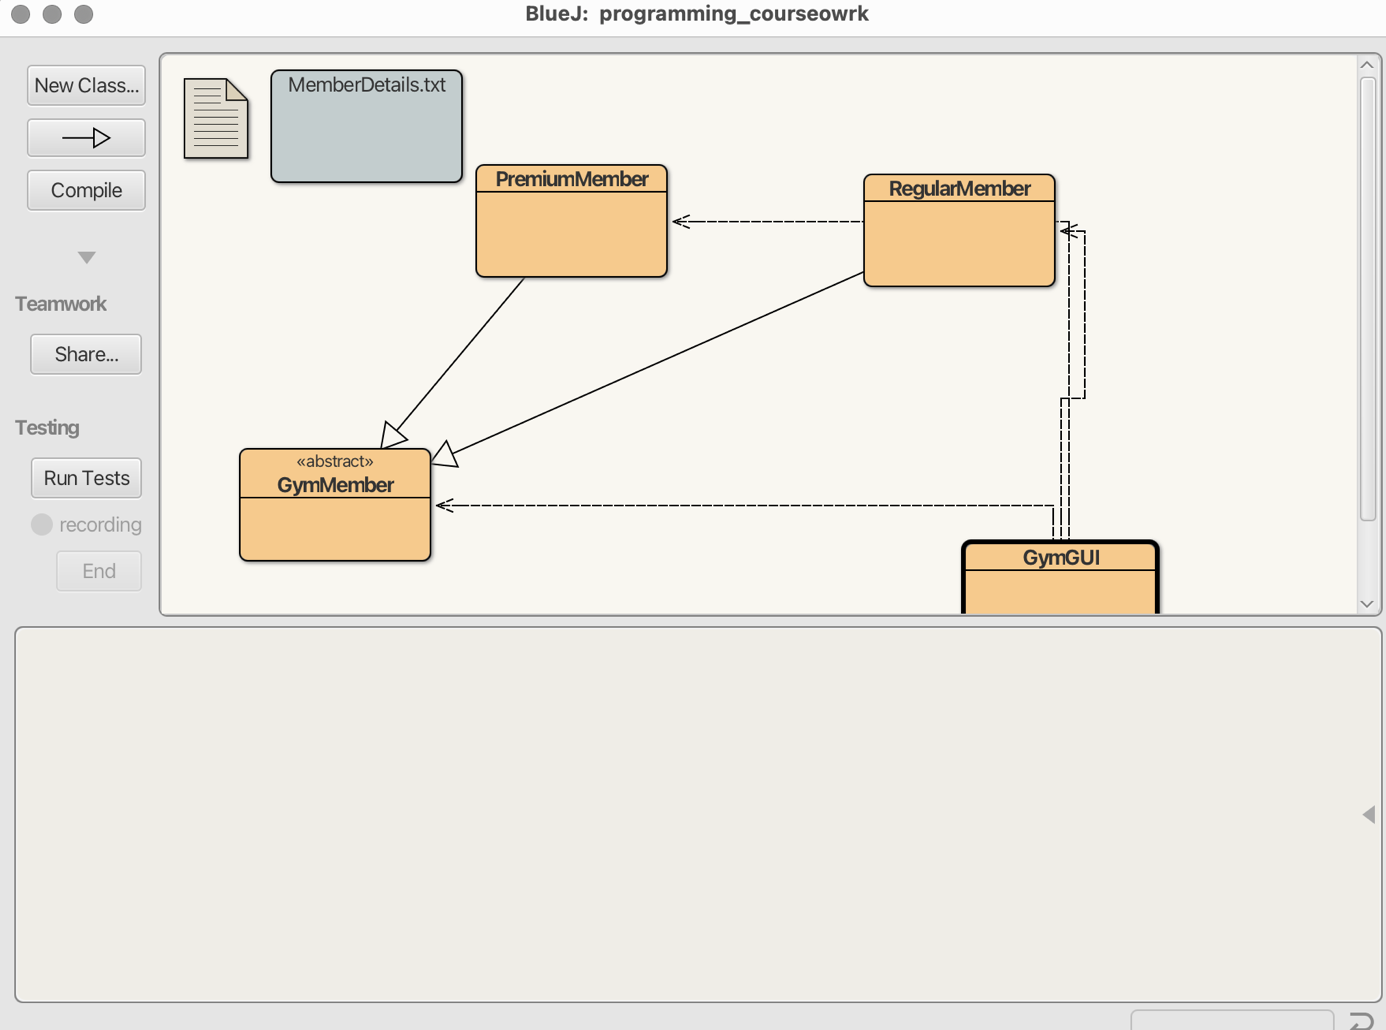 BlueJ:  programming_courseowrk
New Class...
Compile
Teamwork
Share...
Testing
Run Tests
recording
End
MemberDetails.txt
PremiumMember
RegularMember
«abstract»
GymMember
GymGUI